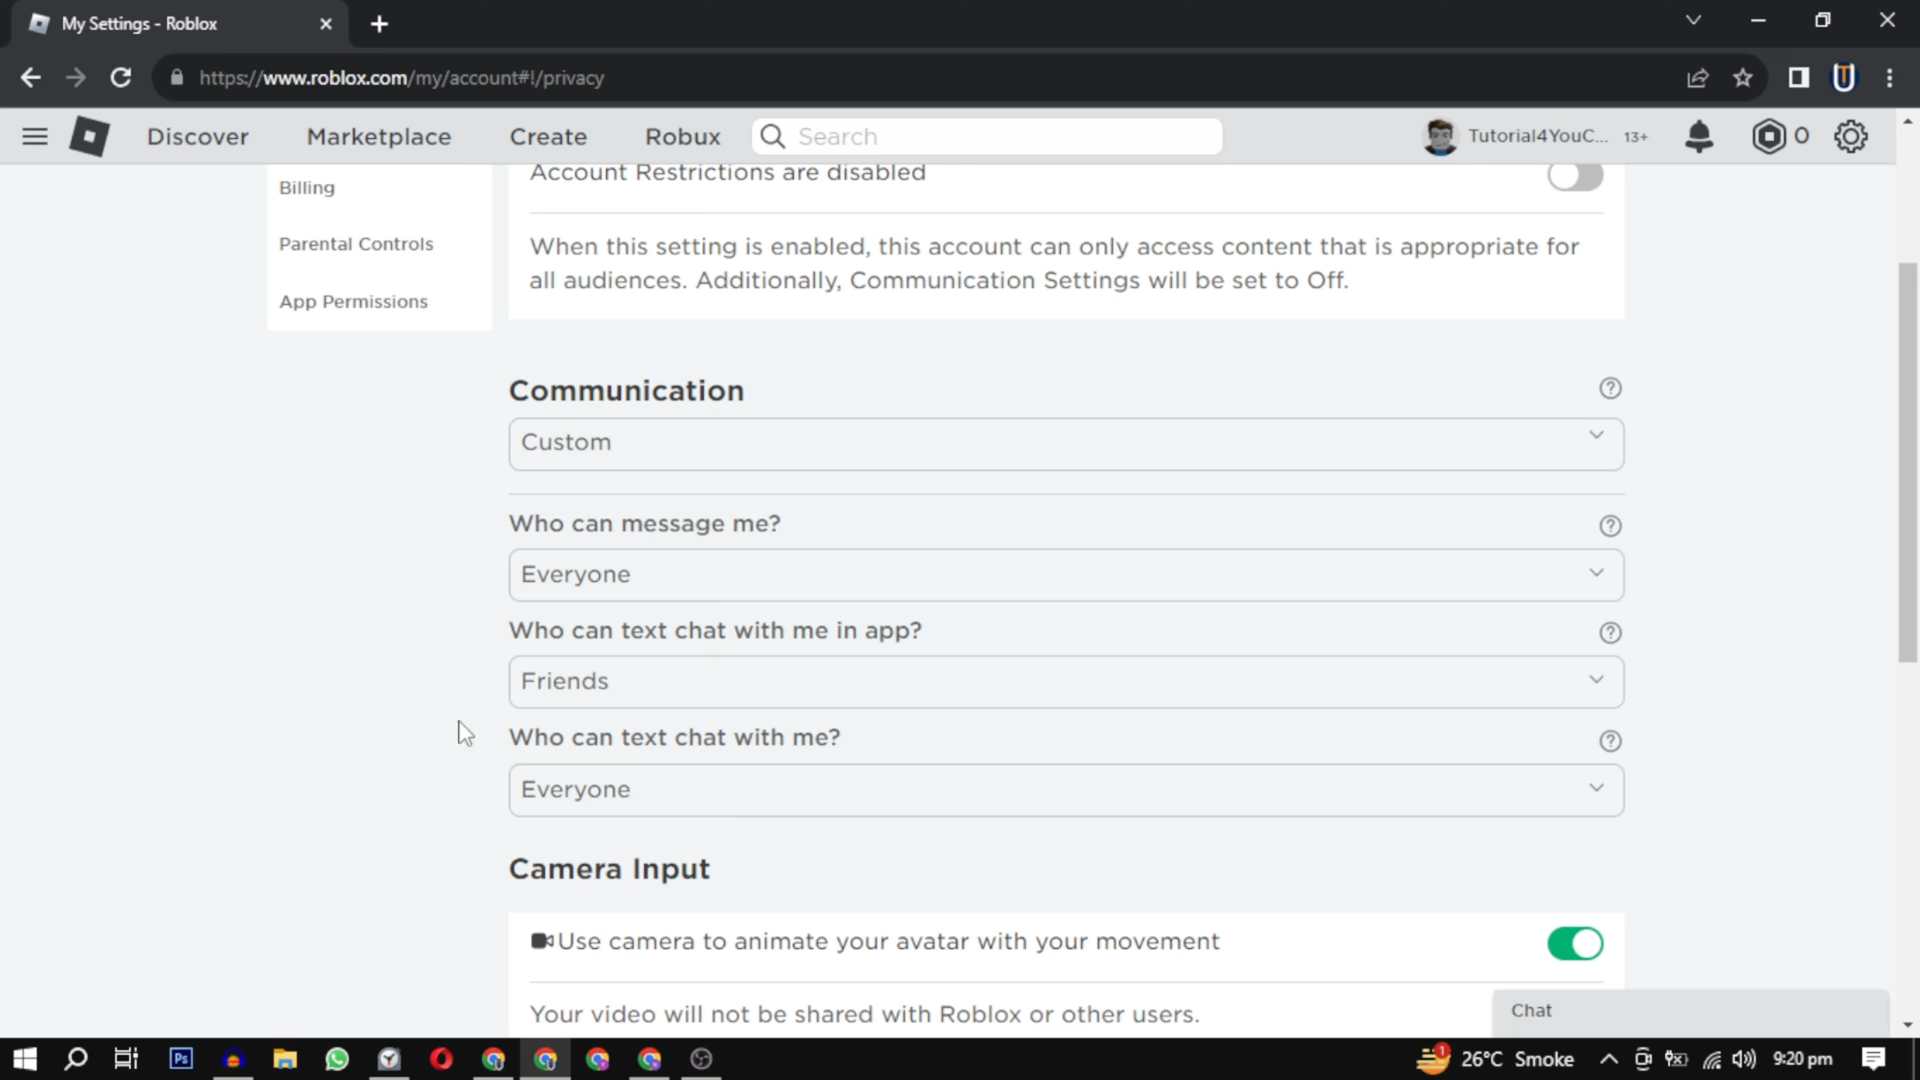 My Settings - Roblox
https://www.roblox.com/my/account#!/privacy
Discover
Marketplace
Create
Robux
Search
Tutorial4YouC...
13+
0
Billing
Parental Controls
App Permissions
Account Restrictions are disabled
When this setting is enabled, this account can only access content that is appropriate for
all audiences. Additionally, Communication Settings will be set to Off.
Communication
Custom
Who can message me?
Everyone
Who can text chat with me in app?
Friends
Who can text chat with me?
Everyone
Camera Input
Use camera to animate your avatar with your movement
Your video will not be shared with Roblox or other users.
Chat
Ps
1
26°C Smoke
9:20 pm